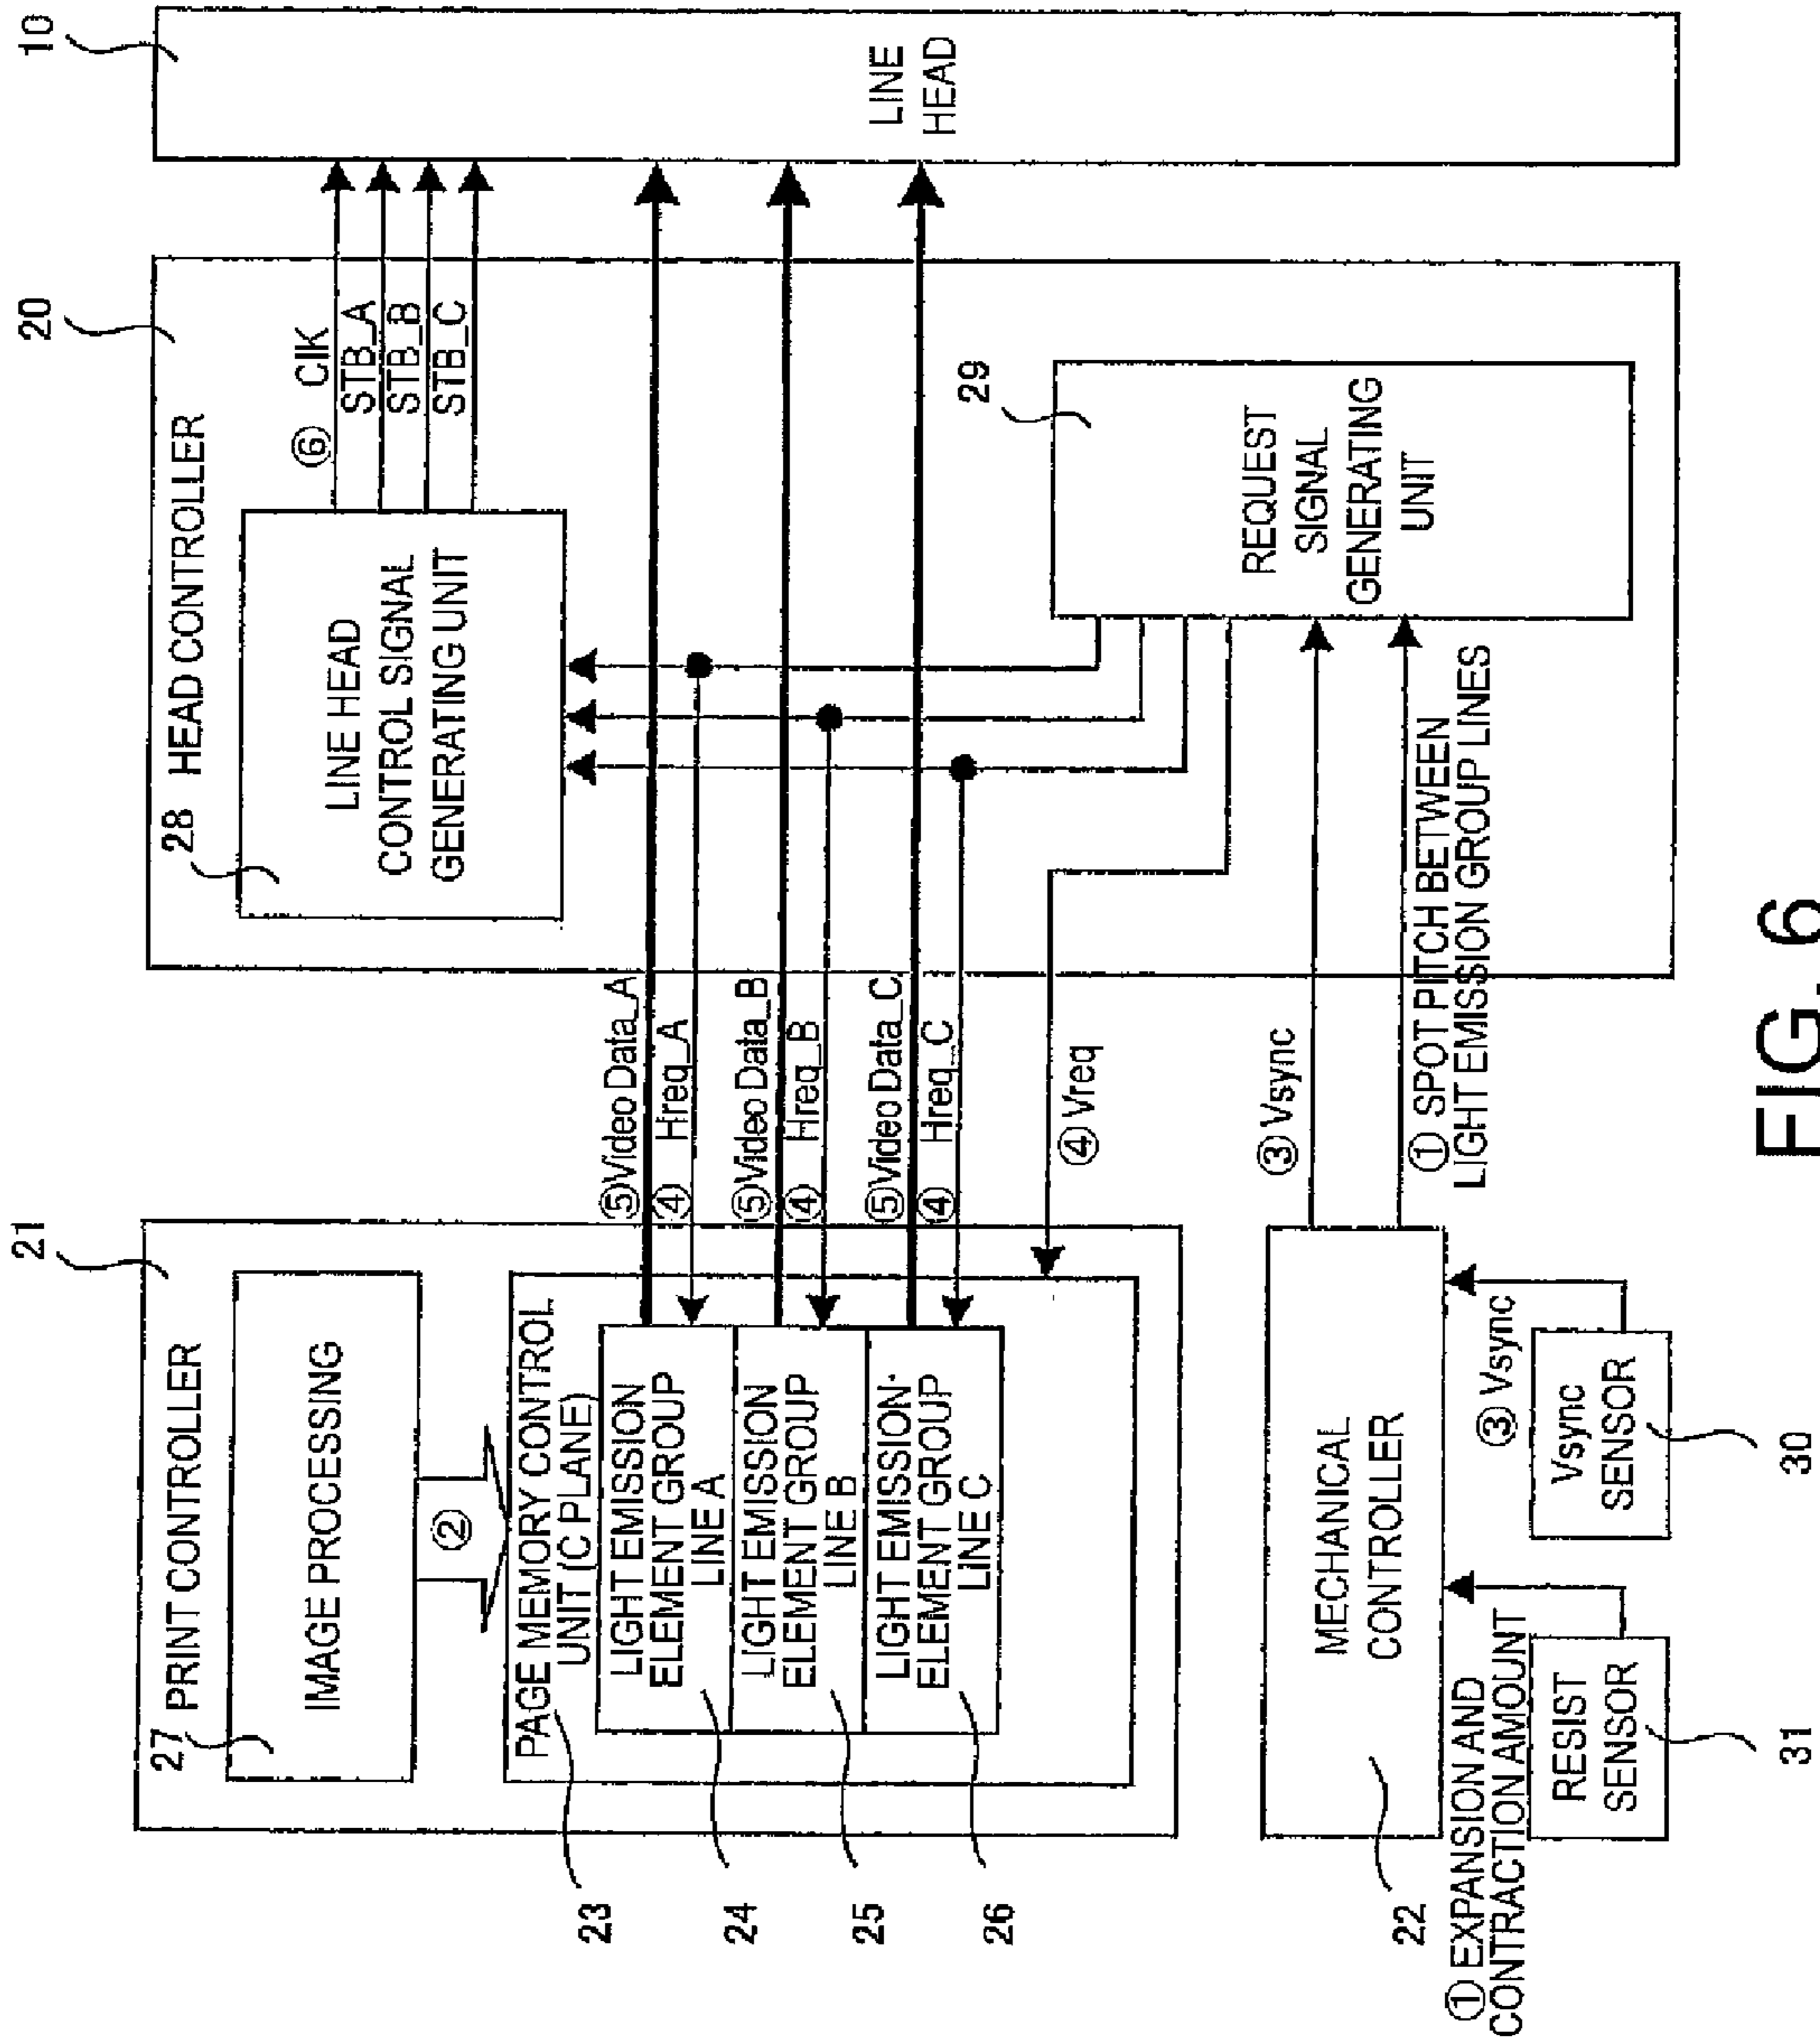 21
PRINT CONTROLLER
27
IMAGE PROCESSING
②
PAGE MEMORY CONTROL
UNIT (C PLANE)
23
LIGHT EMISSION
ELEMENT GROUP
LINE A
24
LIGHT EMISSION
ELEMENT GROUP
LINE B
25
LIGHT EMISSION
ELEMENT GROUP
LINE C
26
⑤Video Data_A
④ Hreq_A
⑤Video Data_B
④ Hreq_B
⑤Video Data_C
④ Hreq_C
④ Vreq
20
HEAD CONTROLLER
28
LINE HEAD
CONTROL SIGNAL
GENERATING UNIT
⑥ ClK
STB_A
STB_B
STB_C
29
REQUEST
SIGNAL
GENERATING
UNIT
10
LINE
HEAD
22
MECHANICAL
CONTROLLER
③ Vsync
① SPOT PITCH BETWEEN
LIGHT EMISSION GROUP LINES
① EXPANSION AND
CONTRACTION AMOUNT
RESIST
SENSOR
31
③ Vsync
Vsync
SENSOR
30
FIG. 6